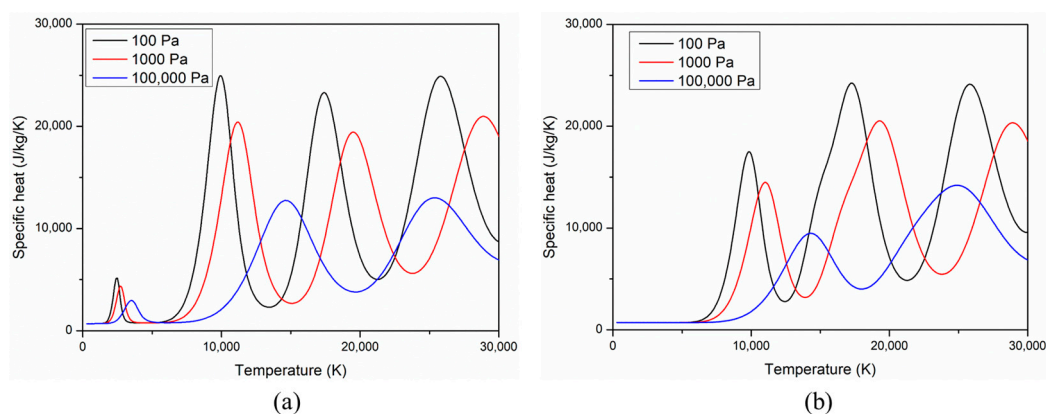 30,000
100 Pa
1000 Pa
100,000 Pa
20,000
10,000
0
Specific heat (J/kg/K)
0
10,000
20,000
30,000
Temperature (K)
(a)
30,000
100 Pa
1000 Pa
100,000 Pa
20,000
10,000
0
Specific heat (J/kg/K)
0
10,000
20,000
30,000
Temperature (K)
(b)